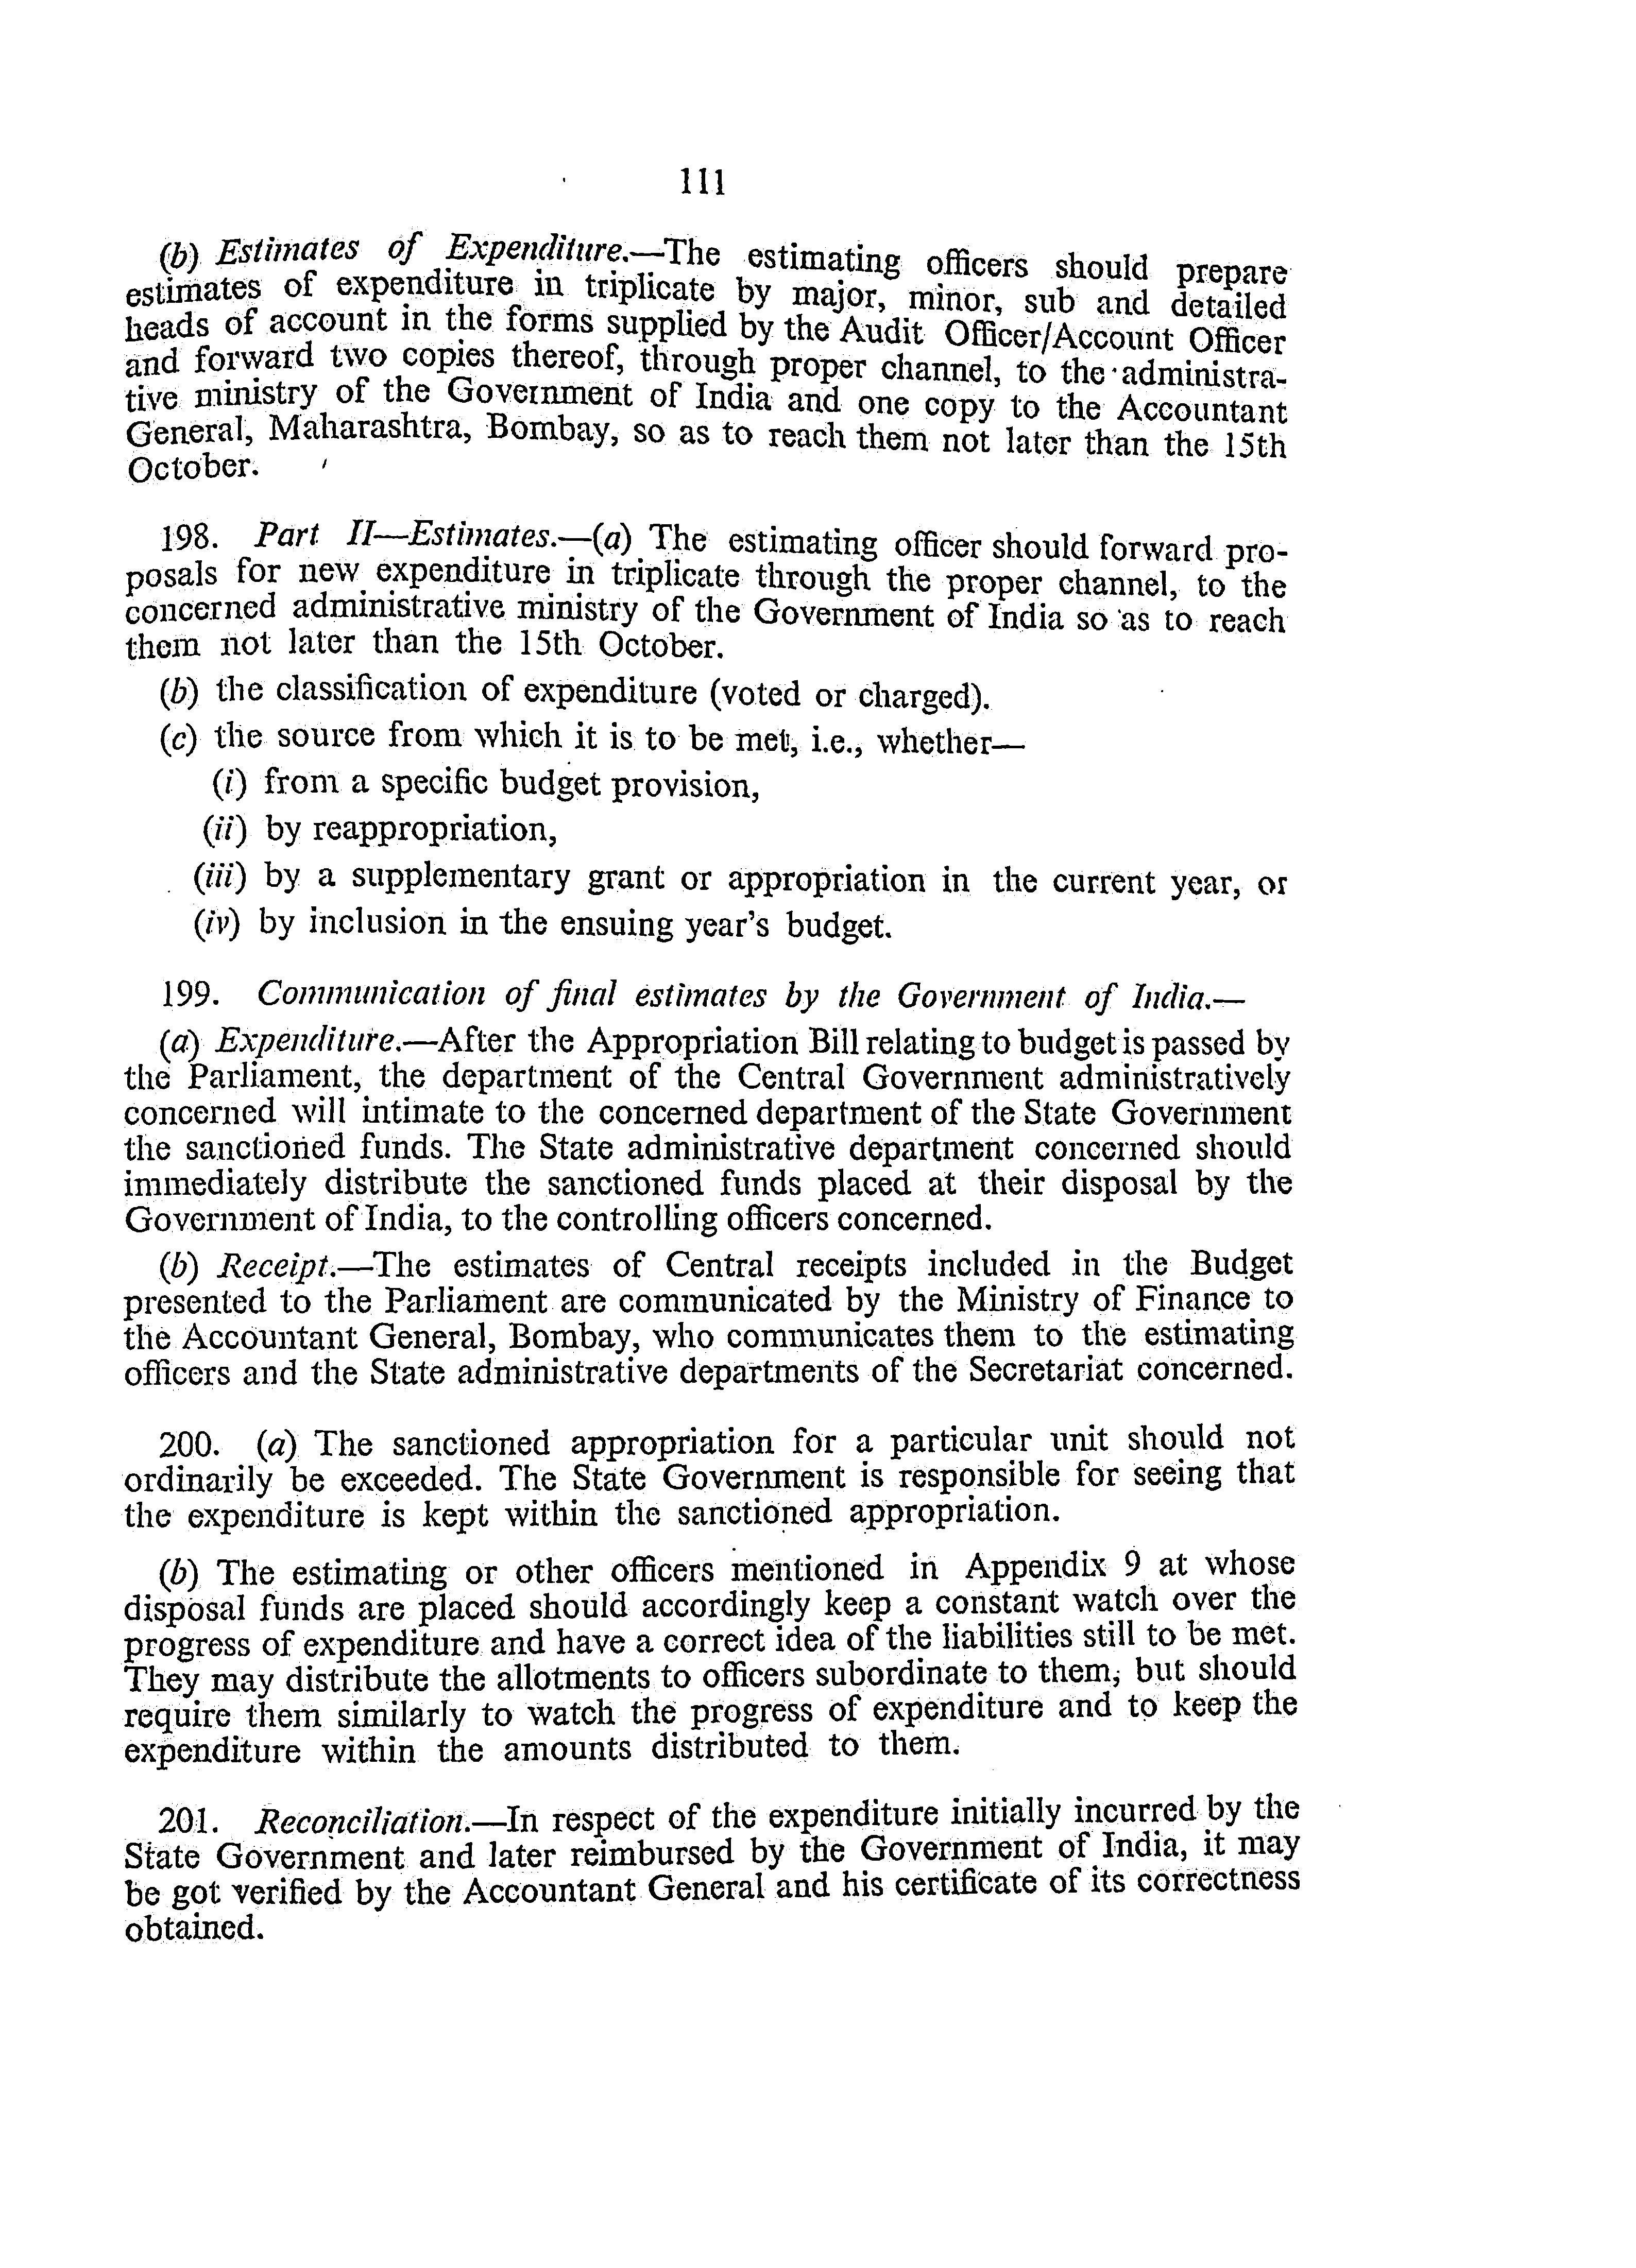 111
(b) Estimates of Expenditure.—The estimating officers should prepare
estimates of expenditure in triplicate by major, minor, sub and detailed
heads of account in the forms supplied by the Audit Officer/Account Officer
and forward two copies thereof, through proper channel, to the administra-
tive ministry of the Government of India and one copy to the Accountant
General, Maharashtra, Bombay, so as to reach them not later than the 15th
October.
198. Part II—Estimates.—(a) The estimating officer should forward pro-
posals for new expenditure in triplicate through the proper channel, to the
concerned administrative ministry of the Government of India so as to reach
them not later than the 15th October.
(b) the classification of expenditure (voted or charged).
(c) the source from which it is to be met, i.e., whether—
(i) from a specific budget provision,
(ii) by reappropriation,
(iii) by a supplementary grant or appropriation in the current year, or
(iv) by inclusion in the ensuing year's budget.
199. Communication of final estimates by the Government of India.—
(a) Expenditure.—After the Appropriation Bill relating to budget is passed by
the Parliament, the department of the Central Government administratively
concerned will intimate to the concerned department of the State Government
the sanctioned funds. The State administrative department concerned should
immediately distribute the sanctioned funds placed at their disposal by the
Government of India, to the controlling officers concerned.
(b) Receipt.—The estimates of Central receipts included in the Budget
presented to the Parliament are communicated by the Ministry of Finance to
the Accountant General, Bombay, who communicates them to the estimating
officers and the State administrative departments of the Secretariat concerned.
200. (a) The sanctioned appropriation for a particular unit should not
ordinarily be exceeded. The State Government is responsible for seeing that
the expenditure is kept within the sanctioned appropriation.
(b) The estimating or other officers mentioned in Appendix 9 at whose
disposal funds are placed should accordingly keep a constant watch over the
progress of expenditure and have a correct idea of the liabilities still to be met.
They may distribute the allotments to officers subordinate to them, but should
require them similarly to watch the progress of expenditure and to keep the
expenditure within the amounts distributed to them.
201. Reconciliation.—In respect of the expenditure initially incurred by the
State Government and later reimbursed by the Government of India, it may
be got verified by the Accountant General and his certificate of its correctness
obtained.